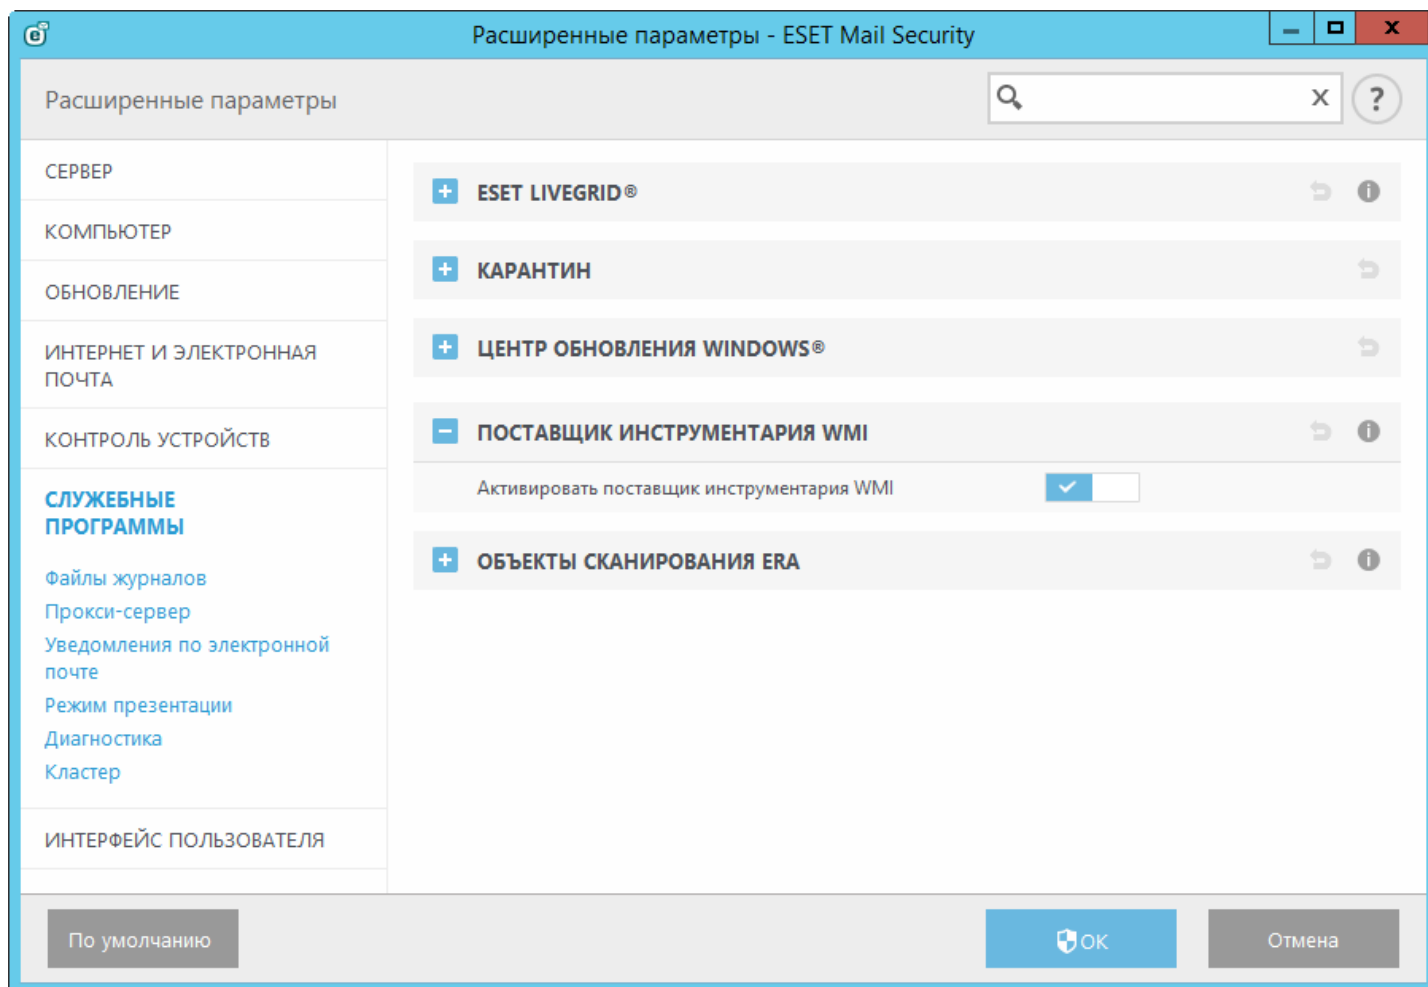 Расширенные параметры - ESET Mail Security
Расширенные параметры
СЕРВЕР
КОМПЬЮТЕР
ОБНОВЛЕНИЕ
ИНТЕРНЕТ И ЭЛЕКТРОННАЯ
ПОЧТА
КОНТРОЛЬ УСТРОЙСТВ
СЛУЖЕБНЫЕ
ПРОГРАММЫ
Файлы журналов
Прокси-сервер
Уведомления по электронной
почте
Режим презентации
Диагностика
Кластер
ИНТЕРФЕЙС ПОЛЬЗОВАТЕЛЯ
ESET LIVEGRID®
КАРАНТИН
ЦЕНТР ОБНОВЛЕНИЯ WINDOWS®
ПОСТАВЩИК ИНСТРУМЕНТАРИЯ WMI
Активировать поставщик инструментария WMI
ОБЪЕКТЫ СКАНИРОВАНИЯ ERA
По умолчанию
ОК
Отмена